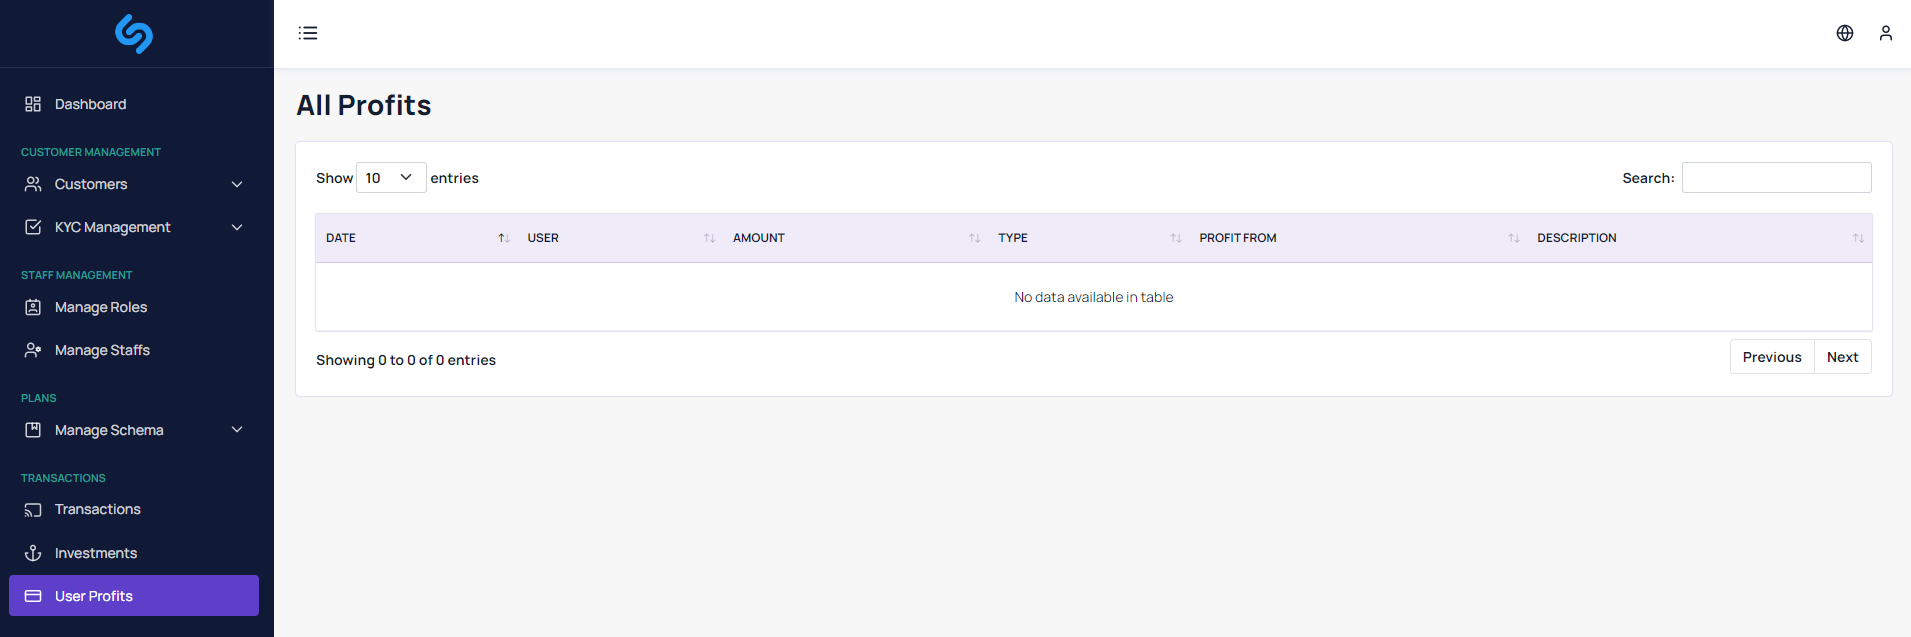 Dashboard
CUSTOMER MANAGEMENT
Customers
KYC Management
STAFF MANAGEMENT
Manage Roles
Manage Staffs
PLANS
Manage Schema
TRANSACTIONS
Transactions
Investments
User Profits
All Profits
Show 10 entries
Search:
DATE USER AMOUNT TYPE PROFIT FROM DESCRIPTION
No data available in table
Showing 0 to 0 of 0 entries
Previous Next